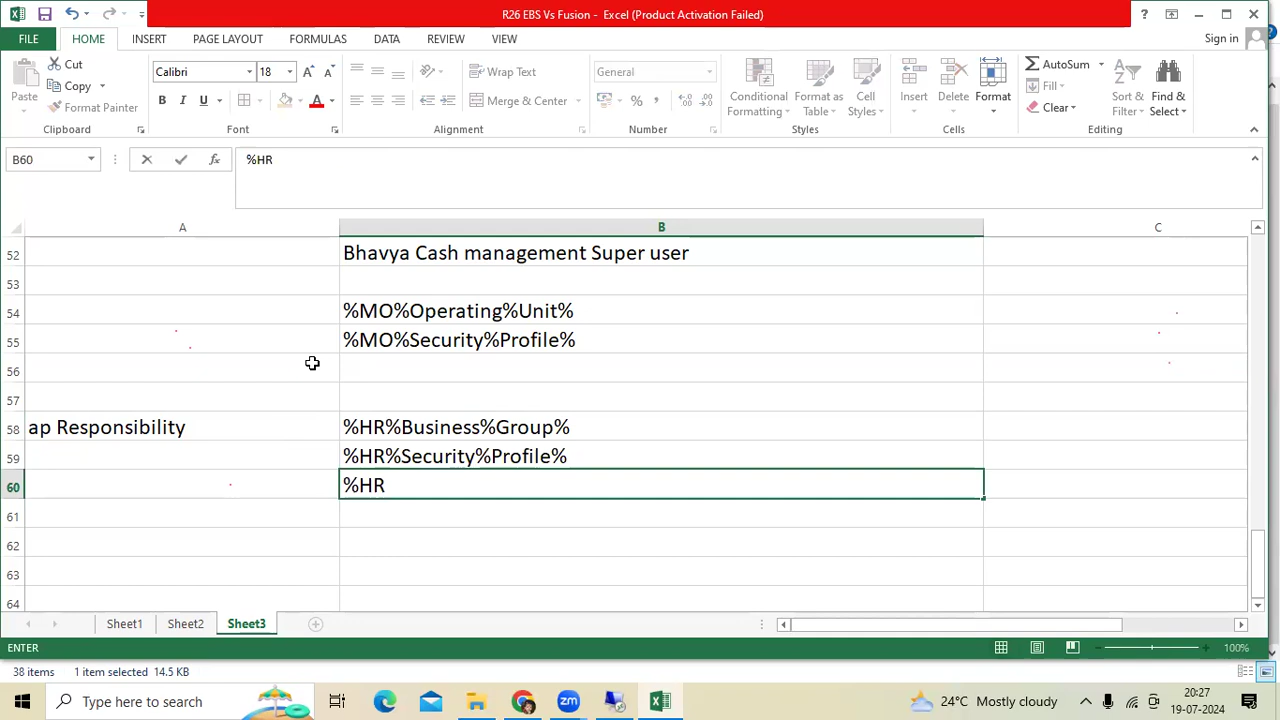 R26 EBS Vs Fusion - Excel (Product Activation Failed)
FILE HOME INSERT PAGE LAYOUT FORMULAS DATA REVIEW VIEW Sign in
Paste Cut Copy Format Painter
Calibri 18
B I U A
Wrap Text
Merge & Center
General
%
Conditional Formatting
Format as Table
Cell Styles
Insert Delete Format
AutoSum
Fill
Clear
Sort & Filter
Find & Select
Clipboard Font Alignment Number Styles Cells Editing
B60 fx %HR
A B C
52 Bhavya Cash management Super user
53
54 %MO%Operating%Unit%
55 %MO%Security%Profile%
56
57
58 ap Responsibility %HR%Business%Group%
59 %HR%Security%Profile%
60 %HR
61
62
63
64
Sheet1 Sheet2 Sheet3
ENTER 100%
38 items 1 item selected 14.5 KB
Type here to search 24°C Mostly cloudy 20:27
19-07-2024